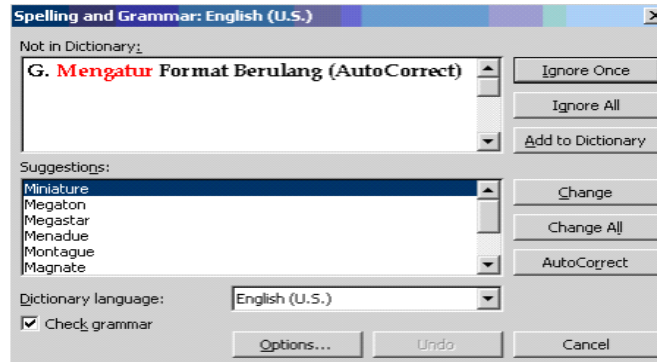 Spelling and Grammar: English (U.S.)
Not in Dictionary:
G. Mengatur Format Berulang (AutoCorrect)
Ignore Once
Ignore All
Add to Dictionary
Suggestions:
Miniature
Megaton
Megastar
Menadue
Montague
Magnate
Change
Change All
AutoCorrect
Dictionary language:
English (U.S.)
Check grammar
Options...
Undo
Cancel